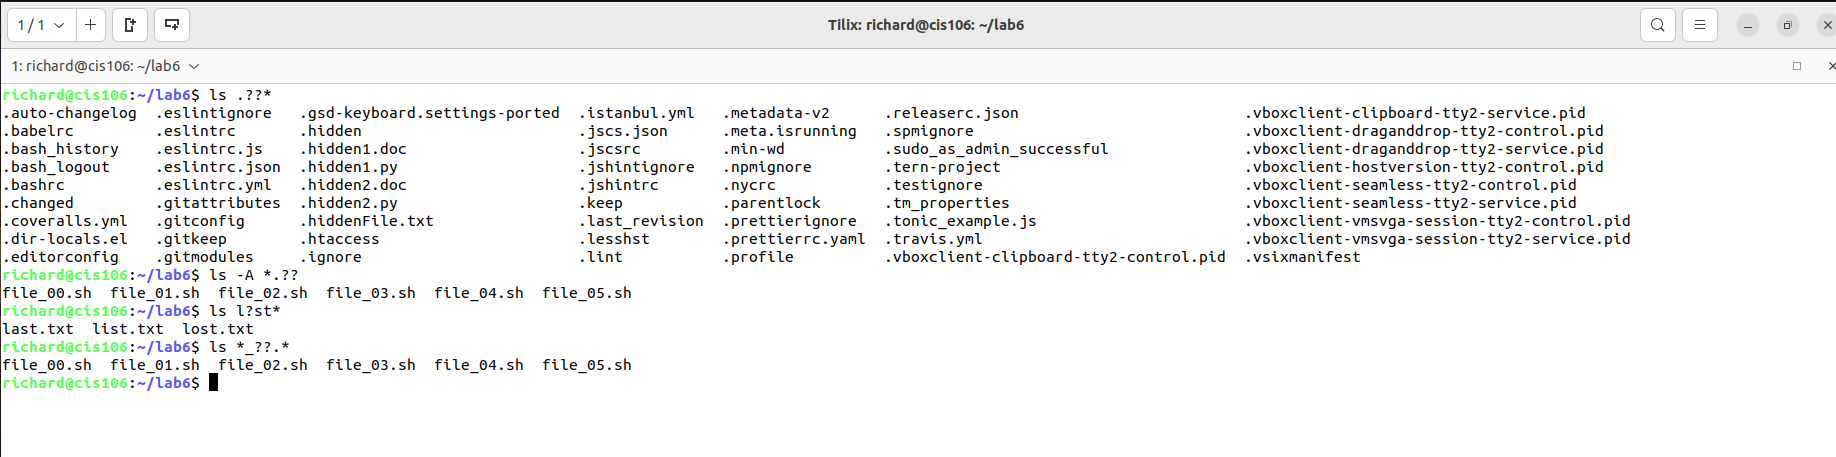 1 / 1
Tilix: richard@cis106: ~/lab6
1: richard@cis106: ~/lab6
richard@cis106:~/lab6$ ls .??*
.auto-changelog  .eslintignore   .gsd-keyboard.settings-ported  .istanbul.yml   .metadata-v2      .releaserc.json                        .vboxclient-clipboard-tty2-service.pid
.babelrc         .eslintrc       .hidden                        .jscs.json      .meta.isrunning   .spmignore                             .vboxclient-draganddrop-tty2-control.pid
.bash_history    .eslintrc.js    .hidden1.doc                   .jscsrc         .min-wd           .sudo_as_admin_successful              .vboxclient-draganddrop-tty2-service.pid
.bash_logout     .eslintrc.json  .hidden1.py                    .jshintignore   .npmignore        .tern-project                          .vboxclient-hostversion-tty2-control.pid
.bashrc          .eslintrc.yml   .hidden2.doc                   .jshintrc       .nycrc            .testignore                            .vboxclient-seamless-tty2-control.pid
.changed         .gitattributes  .hidden2.py                    .keep           .parentlock       .tm_properties                         .vboxclient-seamless-tty2-service.pid
.coveralls.yml   .gitconfig      .hiddenFile.txt                .last_revision  .prettierignore   .tonic_example.js                      .vboxclient-vmsvga-session-tty2-control.pid
.dir-locals.el   .gitkeep        .htaccess                      .lesshst        .prettierrc.yaml  .travis.yml                            .vboxclient-vmsvga-session-tty2-service.pid
.editorconfig    .gitmodules     .ignore                        .lint           .profile          .vboxclient-clipboard-tty2-control.pid  .vsixmanifest
richard@cis106:~/lab6$ ls -A *.??
file_00.sh  file_01.sh  file_02.sh  file_03.sh  file_04.sh  file_05.sh
richard@cis106:~/lab6$ ls l?st*
last.txt  list.txt  lost.txt
richard@cis106:~/lab6$ ls *_??.*
file_00.sh  file_01.sh  file_02.sh  file_03.sh  file_04.sh  file_05.sh
richard@cis106:~/lab6$